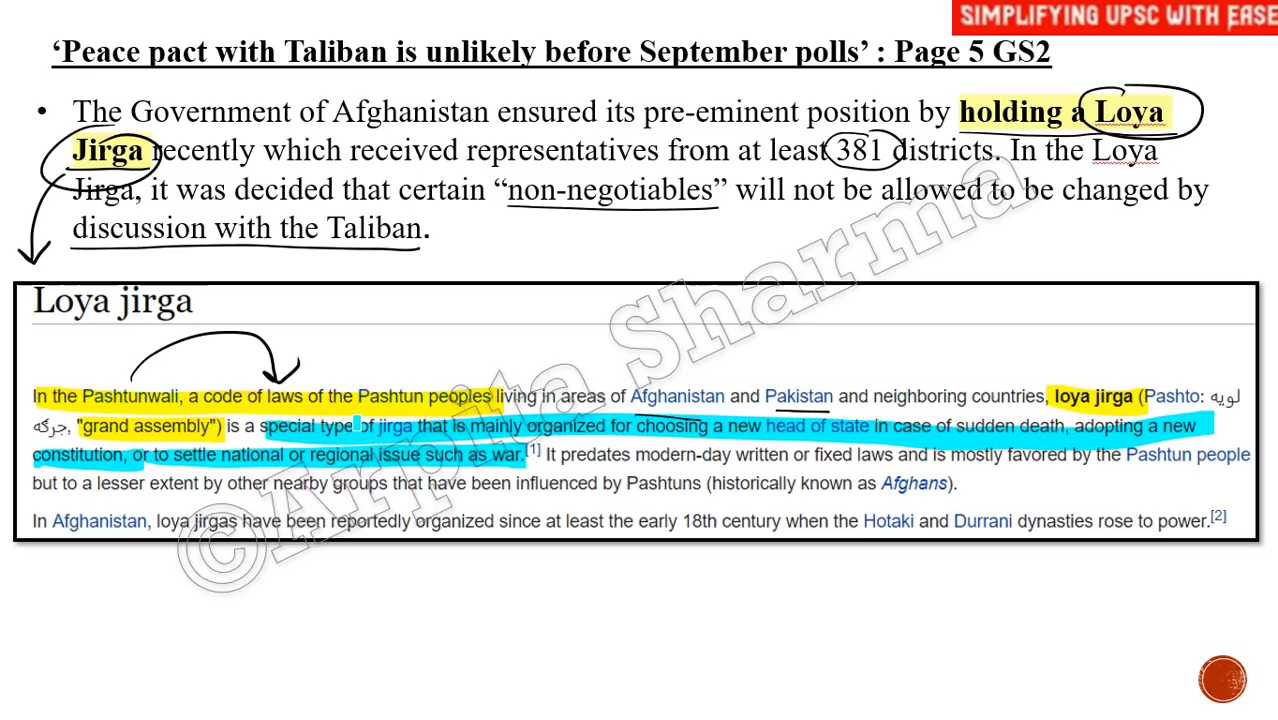 SIMPLIFYING UPSC WITH EASE
‘Peace pact with Taliban is unlikely before September polls’ : Page 5 GS2
• The Government of Afghanistan ensured its pre-eminent position by holding a Loya
Jirga recently which received representatives from at least 381 districts. In the Loya
Jirga, it was decided that certain “non-negotiables” will not be allowed to be changed by
discussion with the Taliban.
Loya jirga
In the Pashtunwali, a code of laws of the Pashtun peoples living in areas of Afghanistan and Pakistan and neighboring countries, loya jirga (Pashto: لويه
جرګه, "grand assembly") is a special type of jirga that is mainly organized for choosing a new head of state in case of sudden death, adopting a new
constitution, or to settle national or regional issue such as war.[1] It predates modern-day written or fixed laws and is mostly favored by the Pashtun people
but to a lesser extent by other nearby groups that have been influenced by Pashtuns (historically known as Afghans).
In Afghanistan, loya jirgas have been reportedly organized since at least the early 18th century when the Hotaki and Durrani dynasties rose to power.[2]
©Arpita Sharma